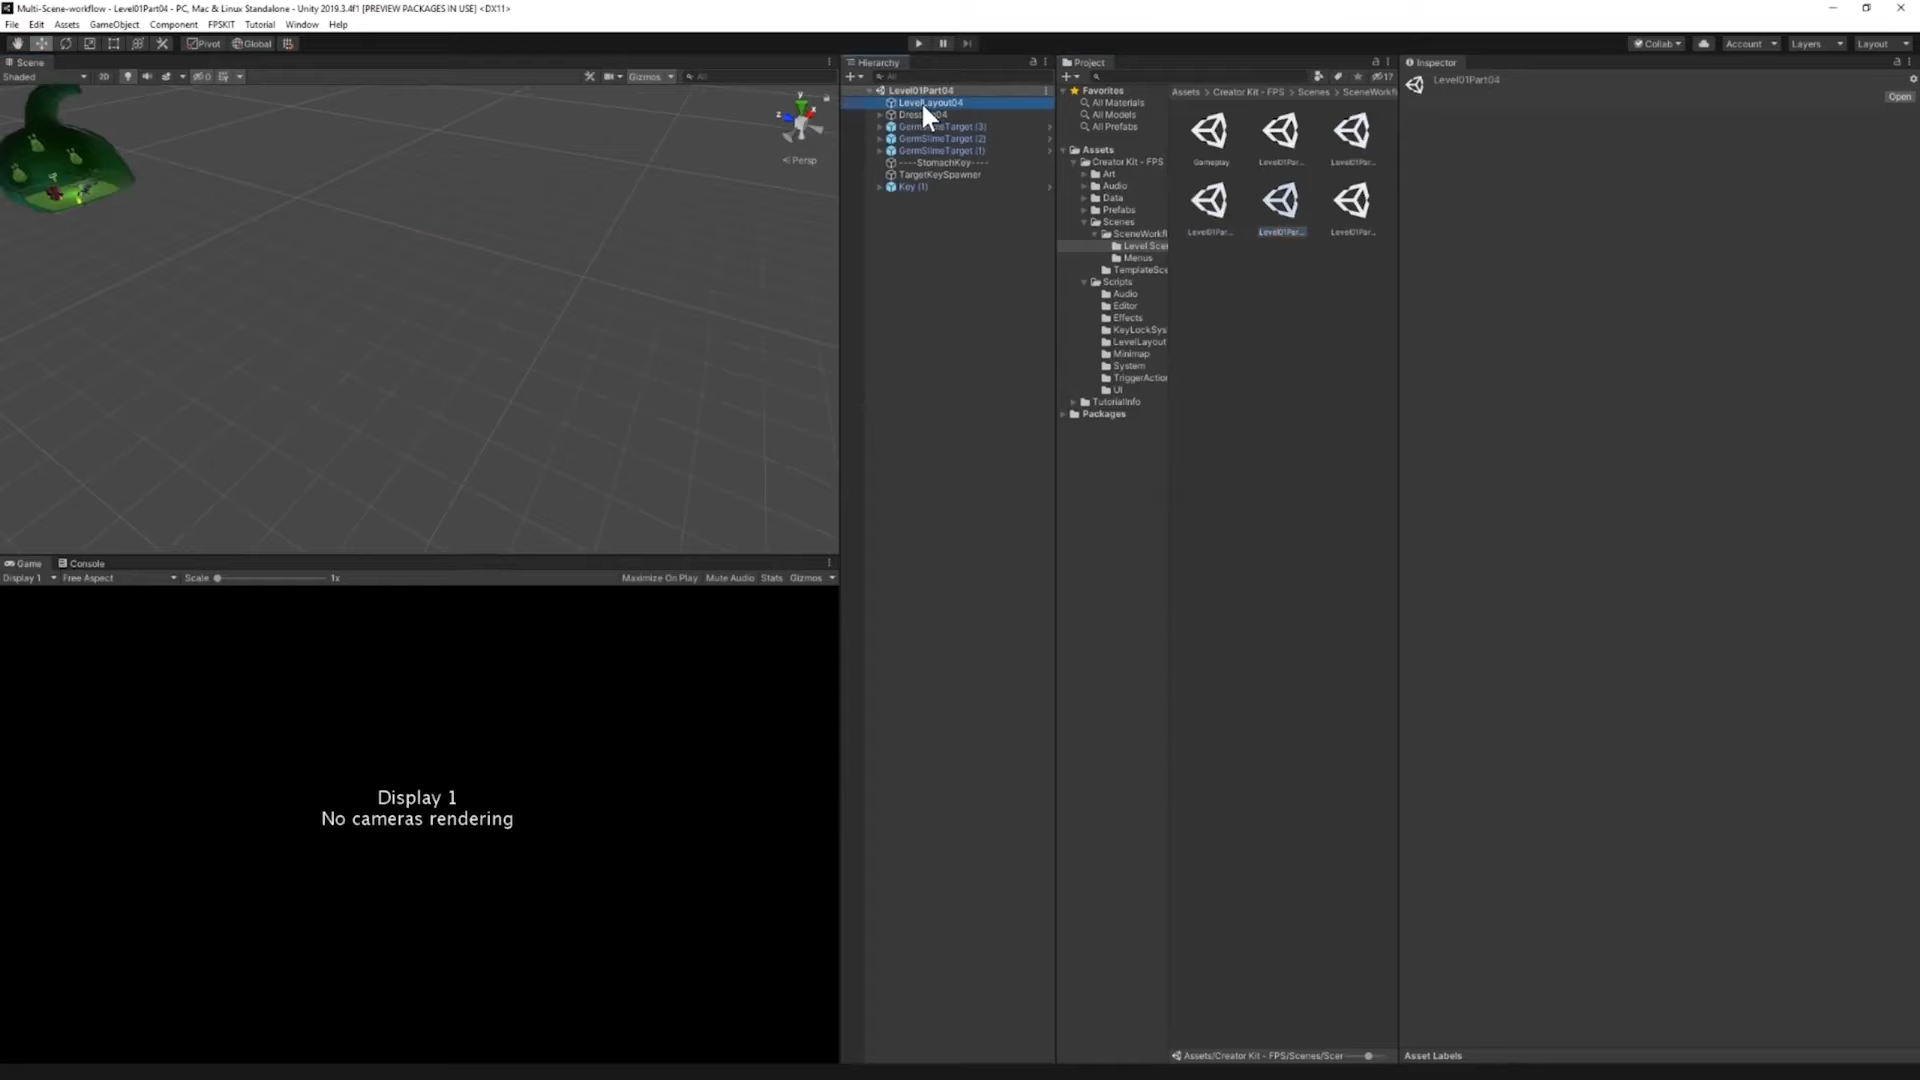 Multi-Scene-workflow - Level01Part04 - PC, Mac & Linux Standalone - Unity 2019.3.4f1 [PREVIEW PACKAGES IN USE] <DX11>
File Edit Assets GameObject Component FPSKIT Tutorial Window Help
Pivot Global Collab Account Layers Layout
Scene
Shaded 2D 0 Gizmos All
y
x
z
Persp
Game Console
Display 1 Free Aspect Scale 1x Maximize On Play Mute Audio Stats Gizmos
Display 1
No cameras rendering
Hierarchy
All
Level01Part04
LevelLayout04
GermSlimeTarget (3)
GermSlimeTarget (2)
GermSlimeTarget (1)
----StomachKey----
TargetKeySpawner
Key (1)
Project
17
Favorites
All Materials
All Models
All Prefabs
Assets
Creator Kit - FPS
Art
Audio
Data
Prefabs
Scenes
SceneWorkfl
Level Scen
Menus
TemplateSce
Scripts
Audio
Editor
Effects
KeyLockSys
LevelLayout
Minimap
System
TriggerAction
UI
TutorialInfo
Packages
Assets > Creator Kit - FPS > Scenes > SceneWorkfl
Gameplay Level01Par... Level01Par...
Level01Par... Level01Par... Level01Par...
Assets/Creator Kit - FPS/Scenes/Scer
Inspector
Level01Part04
Open
Asset Labels